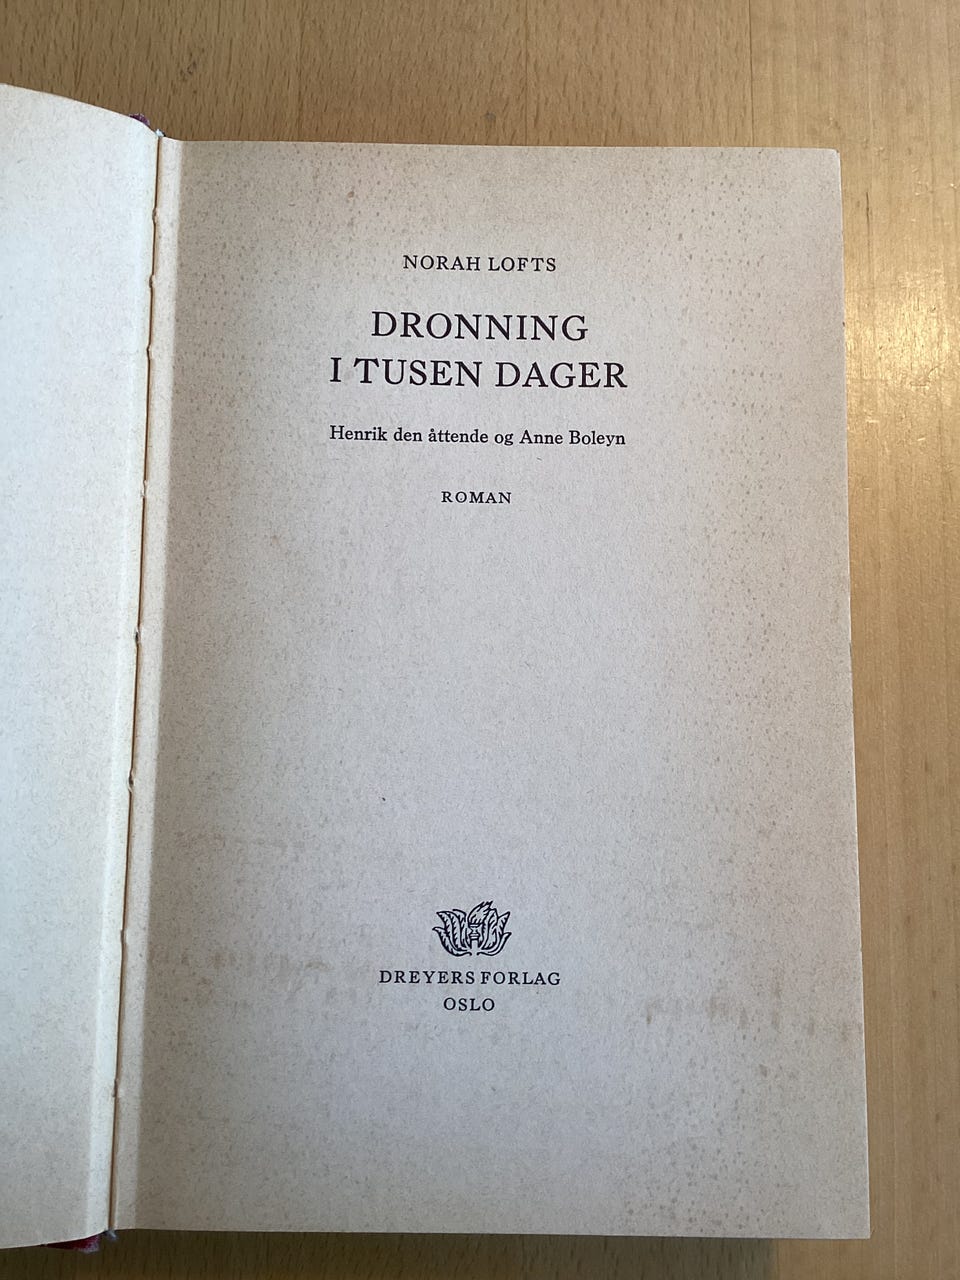 NORAH LOFTS
DRONNING
I TUSEN DAGER
Henrik den åttende og Anne Boleyn
ROMAN
DREYERS FORLAG
OSLO